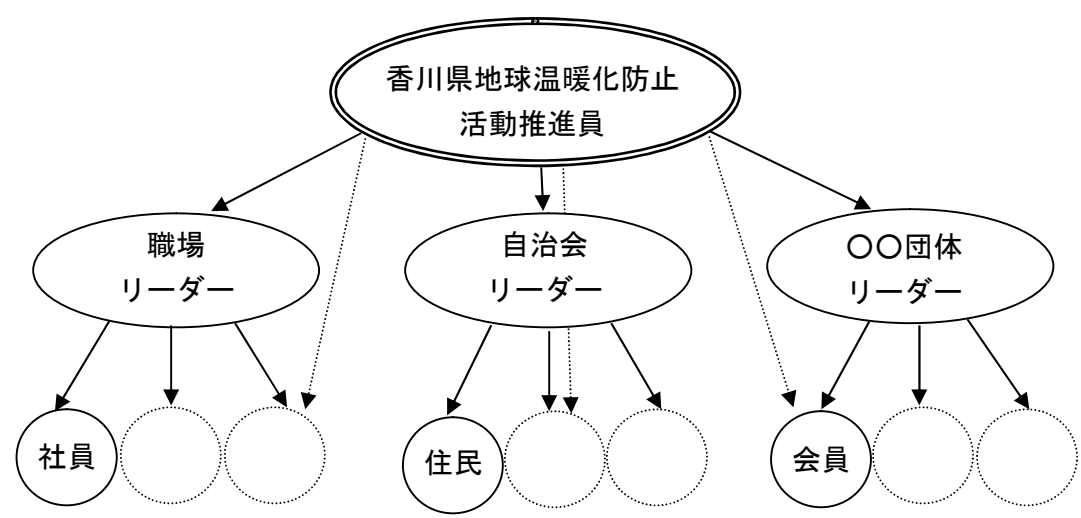 香川県地球温暖化防止
活動推進員
職場
リーダー
自治会
リーダー
〇〇団体
リーダー
社員
住民
会員